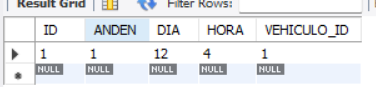 Result Grid Filter Rows:
ID ANDEN DIA HORA VEHICULO_ID
1 1 12 4 1
NULL NULL NULL NULL NULL